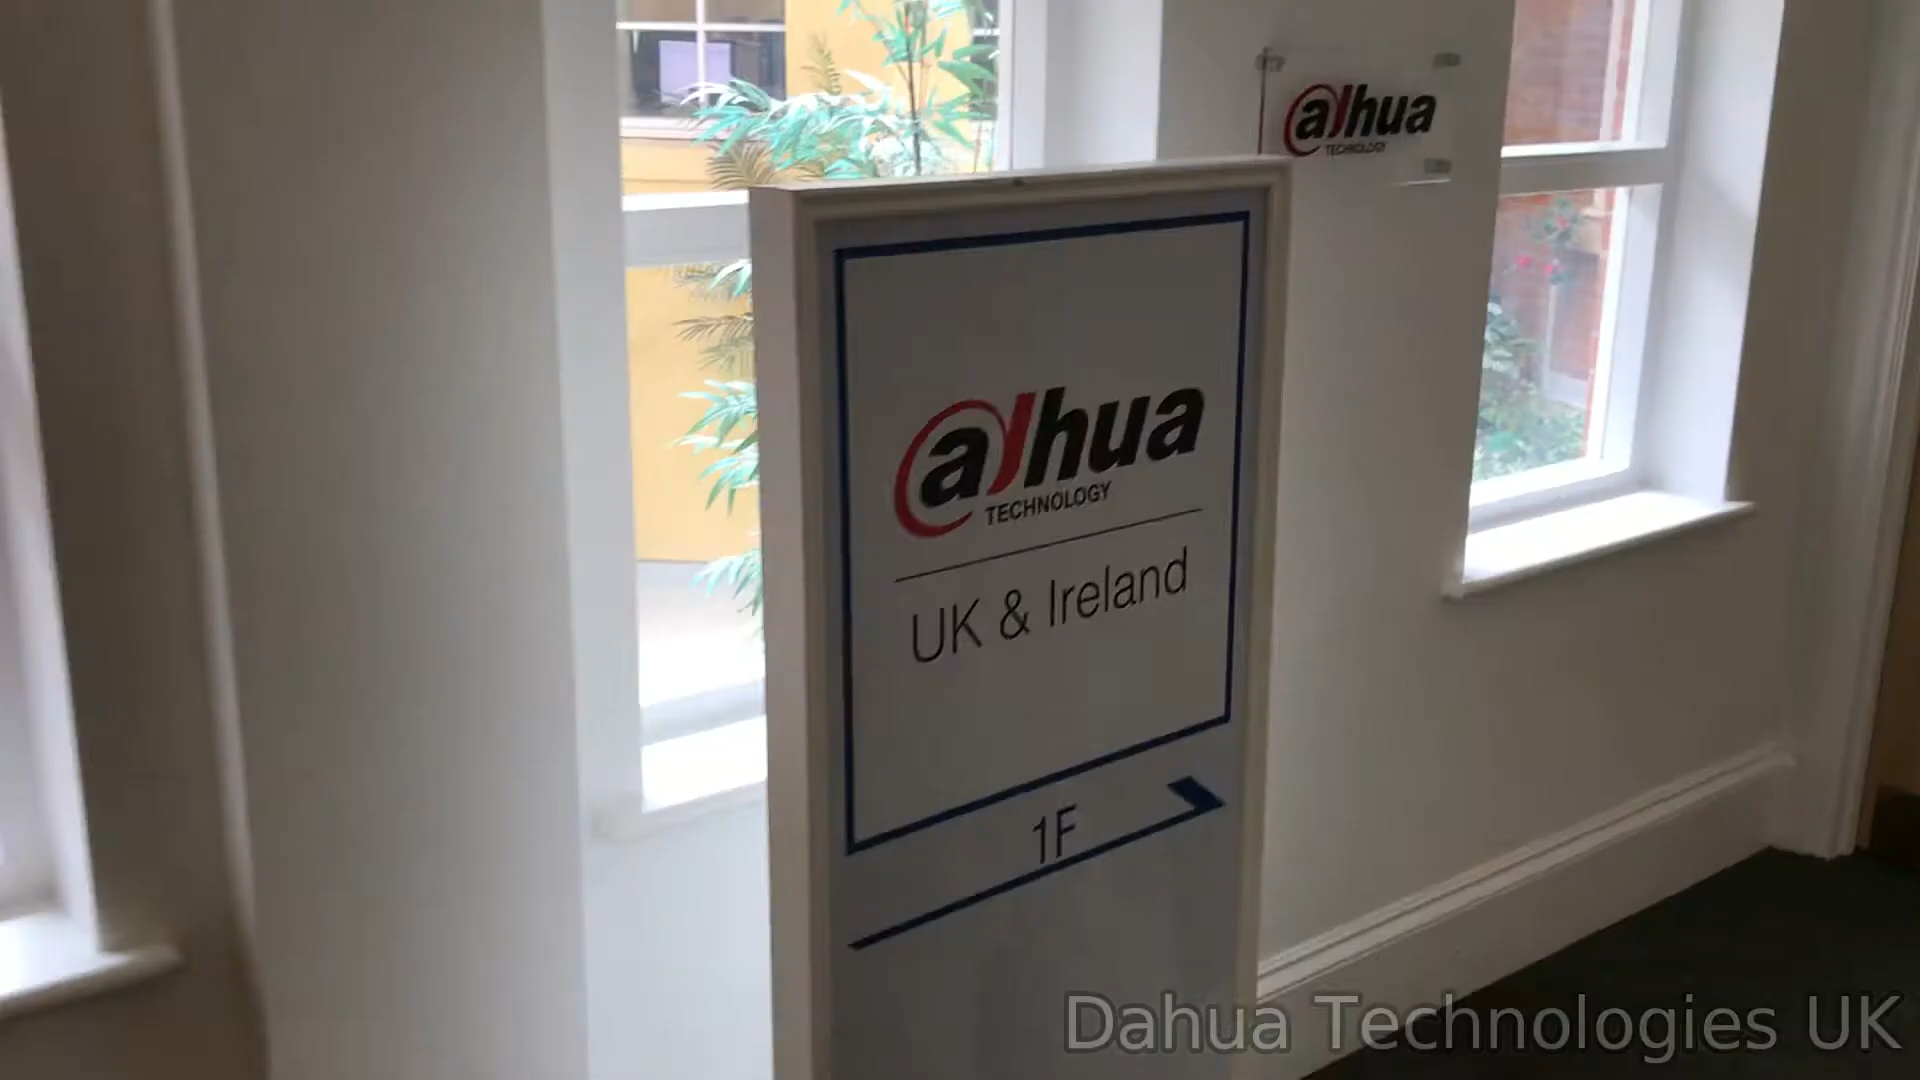 alhua
TECHNOLOGY
alhua
TECHNOLOGY
UK & Ireland
1F
Dahua Technologies UK